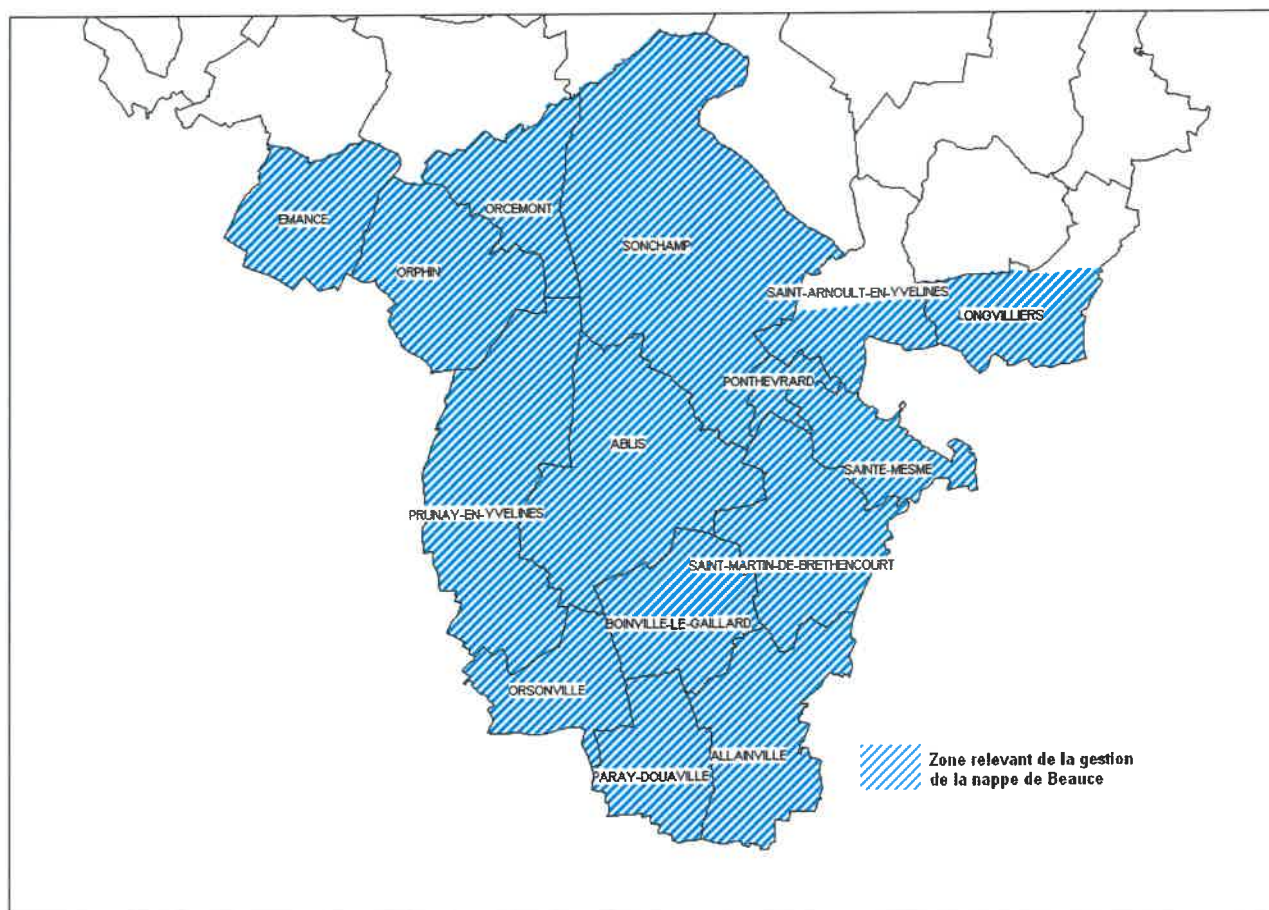 EMANCE
ORCEMONT
ORPHIN
SONCHAMP
SAINT-ARNOULT-EN-YVELINES
LONGVILLIERS
PONTHEVRARD
ABLIS
SAINTE-MESME
PRUNAY-EN-YVELINES
SAINT-MARTIN-DE-BRETHENCOURT
BOINVILLE-LE-GAILLARD
ORSONVILLE
ALLAINVILLE
PARAY-DOUAVILLE
Zone relevant de la gestion
de la nappe de Beauce